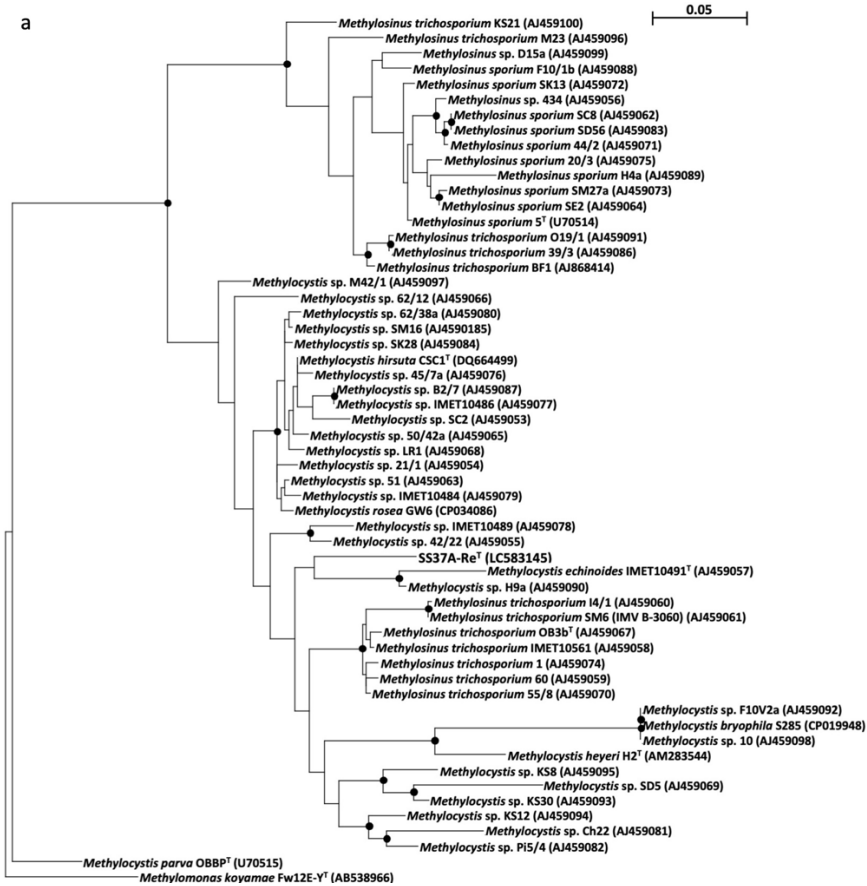 a
0.05
Methylosinus trichosporium KS21 (AJ459100)
Methylosinus trichosporium M23 (AJ459096)
Methylosinus sp. D15a (AJ459099)
Methylosinus sporium F10/1b (AJ459088)
Methylosinus sporium SK13 (AJ459072)
Methylosinus sp. 434 (AJ459056)
Methylosinus sporium SC8 (AJ459062)
Methylosinus sporium SD56 (AJ459083)
Methylosinus sporium 44/2 (AJ459071)
Methylosinus sporium 20/3 (AJ459075)
Methylosinus sporium H4a (AJ459089)
Methylosinus sporium SM27a (AJ459073)
Methylosinus sporium SE2 (AJ459064)
Methylosinus sporium 5ᵀ (U70514)
Methylosinus trichosporium O19/1 (AJ459091)
Methylosinus trichosporium 39/3 (AJ459086)
Methylosinus trichosporium BF1 (AJ868414)
Methylocystis sp. M42/1 (AJ459097)
Methylocystis sp. 62/12 (AJ459066)
Methylocystis sp. 62/38a (AJ459080)
Methylocystis sp. SM16 (AJ4590185)
Methylocystis sp. SK28 (AJ459084)
Methylocystis hirsuta CSC1ᵀ (DQ664499)
Methylocystis sp. 45/7a (AJ459076)
Methylocystis sp. B2/7 (AJ459087)
Methylocystis sp. IMET10486 (AJ459077)
Methylocystis sp. SC2 (AJ459053)
Methylocystis sp. 50/42a (AJ459065)
Methylocystis sp. LR1 (AJ459068)
Methylocystis sp. 21/1 (AJ459054)
Methylocystis sp. 51 (AJ459063)
Methylocystis sp. IMET10484 (AJ459079)
Methylocystis rosea GW6 (CP034086)
Methylocystis sp. IMET10489 (AJ459078)
Methylocystis sp. 42/22 (AJ459055)
SS37A-Reᵀ (LC583145)
Methylocystis echinoides IMET10491ᵀ (AJ459057)
Methylocystis sp. H9a (AJ459090)
Methylosinus trichosporium I4/1 (AJ459060)
Methylosinus trichosporium SM6 (IMV B-3060) (AJ459061)
Methylosinus trichosporium OB3bᵀ (AJ459067)
Methylosinus trichosporium IMET10561 (AJ459058)
Methylosinus trichosporium 1 (AJ459074)
Methylosinus trichosporium 60 (AJ459059)
Methylosinus trichosporium 55/8 (AJ459070)
Methylocystis sp. F10V2a (AJ459092)
Methylocystis bryophila S285 (CP019948)
Methylocystis sp. 10 (AJ459098)
Methylocystis heyeri H2ᵀ (AM283544)
Methylocystis sp. KS8 (AJ459095)
Methylocystis sp. SD5 (AJ459069)
Methylocystis sp. KS30 (AJ459093)
Methylocystis sp. KS12 (AJ459094)
Methylocystis sp. Ch22 (AJ459081)
Methylocystis sp. Pi5/4 (AJ459082)
Methylocystis parva OBBPᵀ (U70515)
Methylomonas koyamae Fw12E-Yᵀ (AB538966)